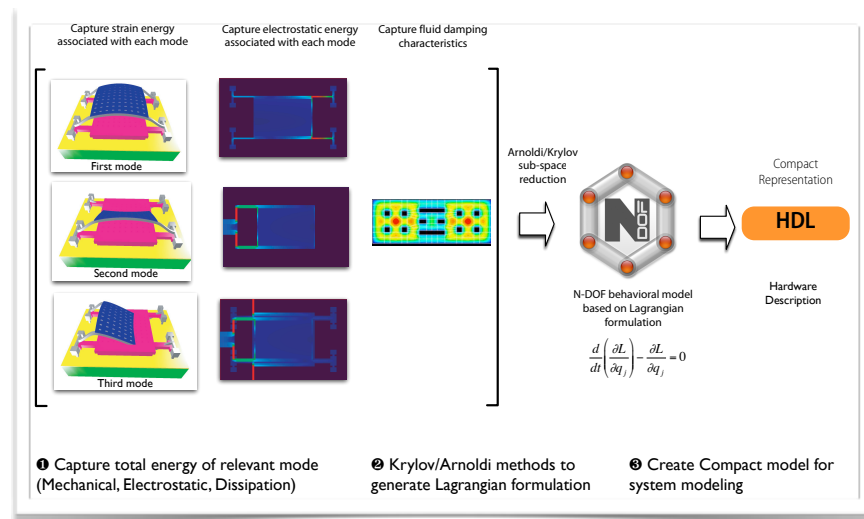 Capture strain energy
associated with each mode
Capture electrostatic energy
associated with each mode
Capture fluid damping
characteristics
First mode
Second mode
Third mode
Arnoldi/Krylov
sub-space
reduction
N
DOF
N-DOF behavioral model
based on Lagrangian
formulation
d/dt (∂L/∂q_j) − ∂L/∂q_j = 0
Compact
Representation
HDL
Hardware
Description
❶ Capture total energy of relevant mode
(Mechanical, Electrostatic, Dissipation)
❷ Krylov/Arnoldi methods to
generate Lagrangian formulation
❸ Create Compact model for
system modeling